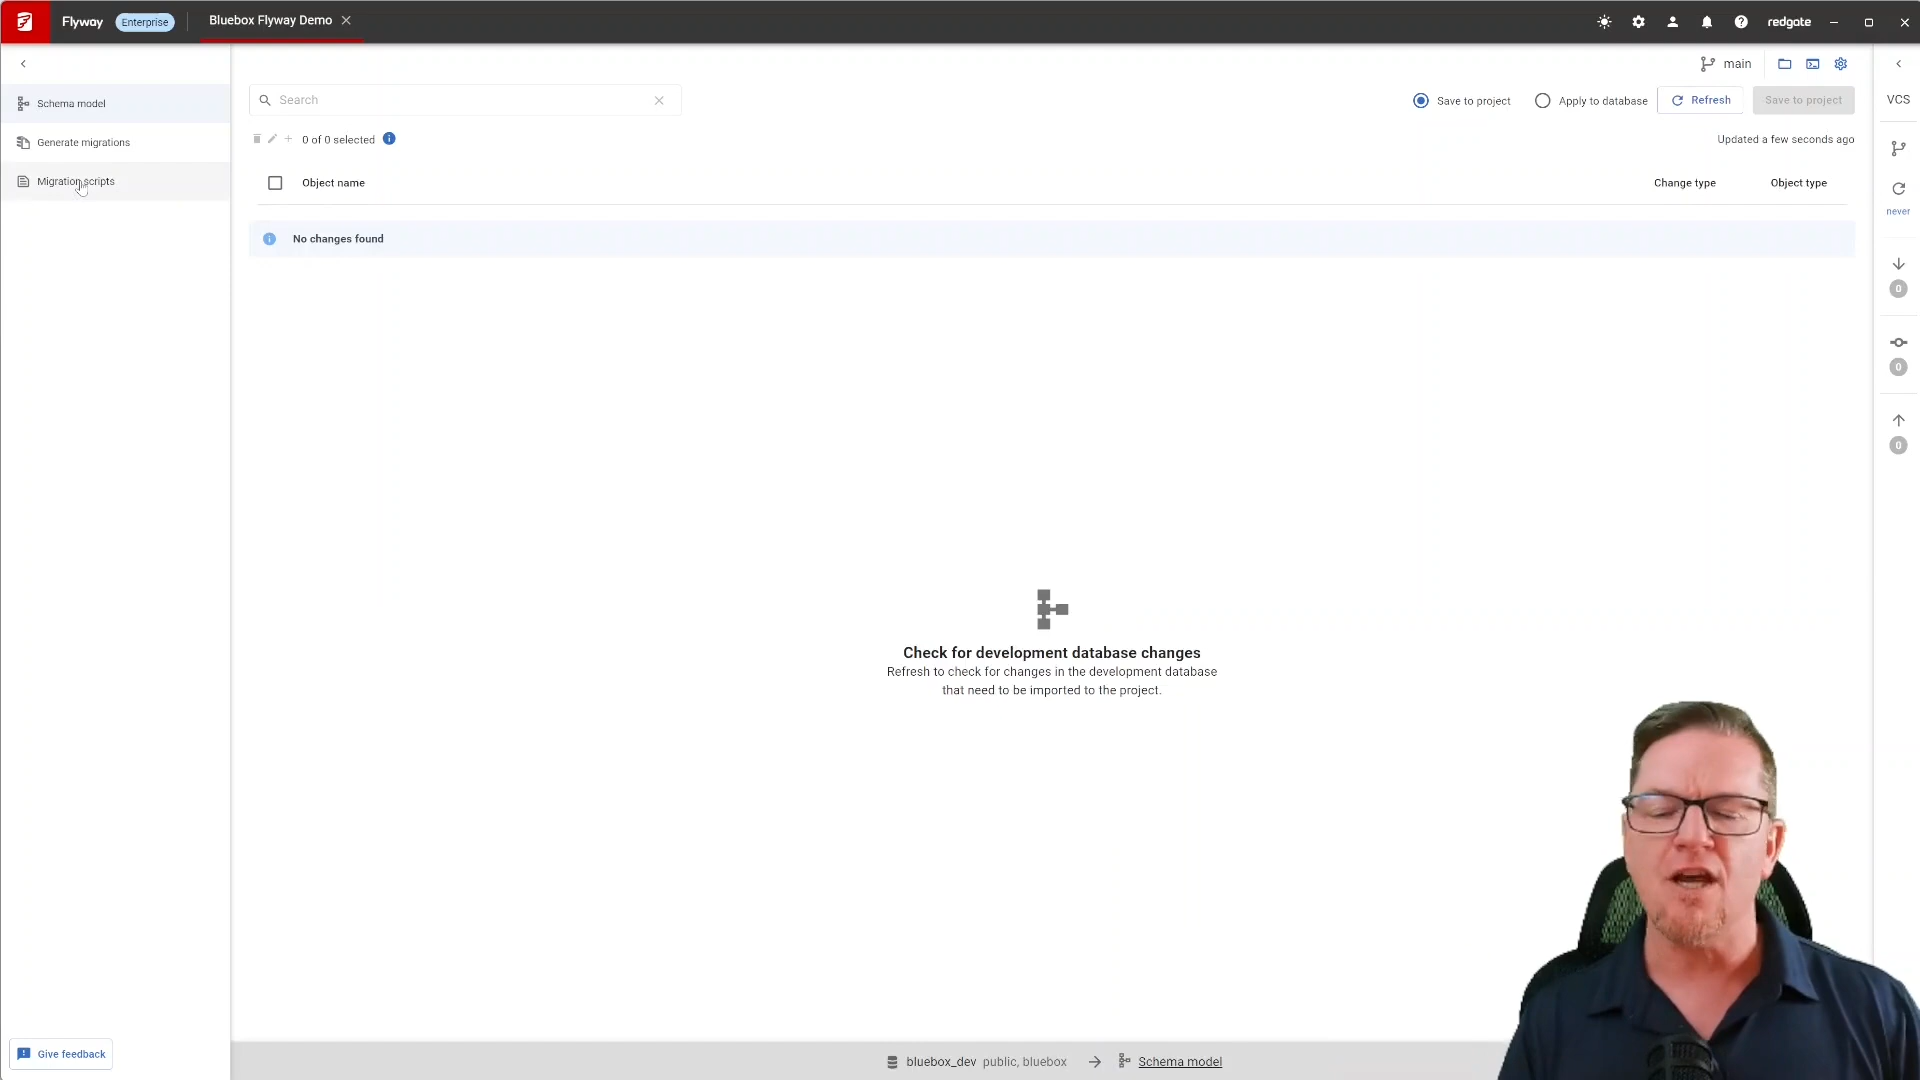 Flyway Enterprise Bluebox Flyway Demo redgate
main
Schema model
Search Save to project Apply to database Refresh Save to project VCS
0 of 0 selected Updated a few seconds ago
Generate migrations
Migration scripts
Object name Change type Object type
never
No changes found
0
0
0
Check for development database changes
Refresh to check for changes in the development database
that need to be imported to the project.
Give feedback
bluebox_dev public, bluebox Schema model